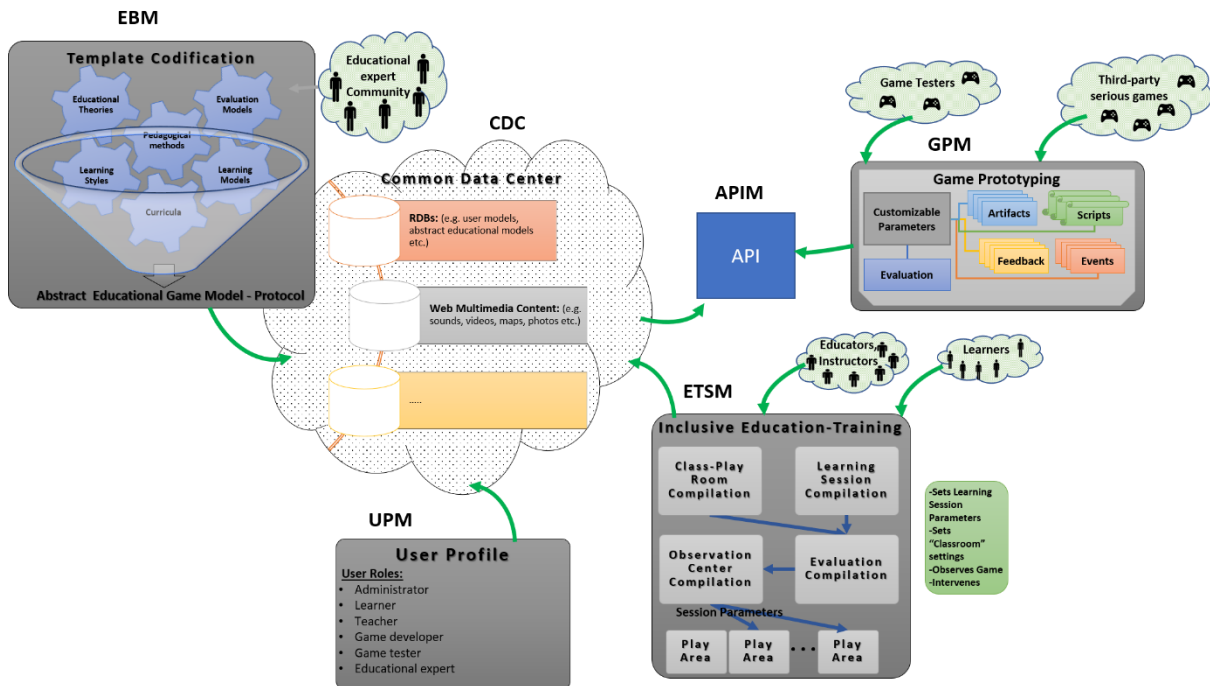 EBM
Template Codification
Educational
Theories
Evaluation
Models
Pedagogical
methods
Learning
Styles
Learning
Models
Curricula
Abstract Educational Game Model - Protocol
Educational
expert
Community
CDC
Common Data Center
RDBs: (e.g. user models,
abstract educational models
etc.)
Web Multimedia Content: (e.g.
sounds, videos, maps, photos etc.)
.....
APIM
API
Game Testers
Third-party
serious games
GPM
Game Prototyping
Customizable
Parameters
Artifacts
Scripts
Evaluation
Feedback
Events
Educators,
Instructors
Learners
ETSM
Inclusive Education-Training
Class-Play
Room
Compilation
Learning
Session
Compilation
Observation
Center
Compilation
Evaluation
Compilation
Session Parameters
Play
Area
Play
Area
...
Play
Area
-Sets Learning
Session
Parameters
-Sets
“Classroom”
settings
-Observes Game
-Intervenes
UPM
User Profile
User Roles:
• Administrator
• Learner
• Teacher
• Game developer
• Game tester
• Educational expert